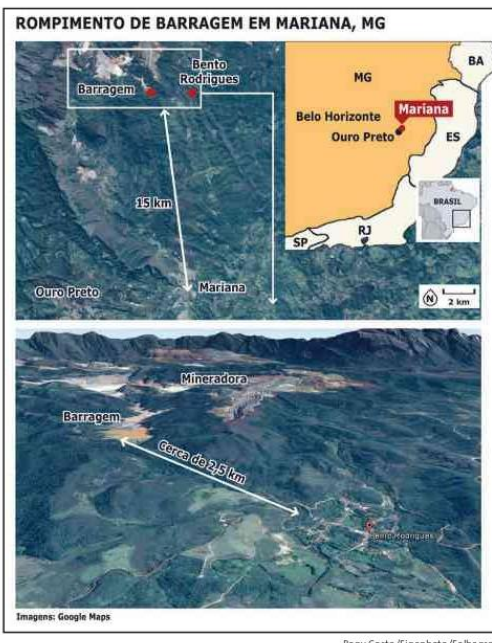 ROMPIMENTO DE BARRAGEM EM MARIANA, MG
Bento
Rodrigues
Barragem
15 km
Ouro Preto
Mariana
BA
MG
Mariana
Belo Horizonte
Ouro Preto
ES
BRASIL
RJ
SP
N
2 km
Mineradora
Barragem
Cerca de 2,5 km
Bento Rodrigues
Imagens: Google Maps